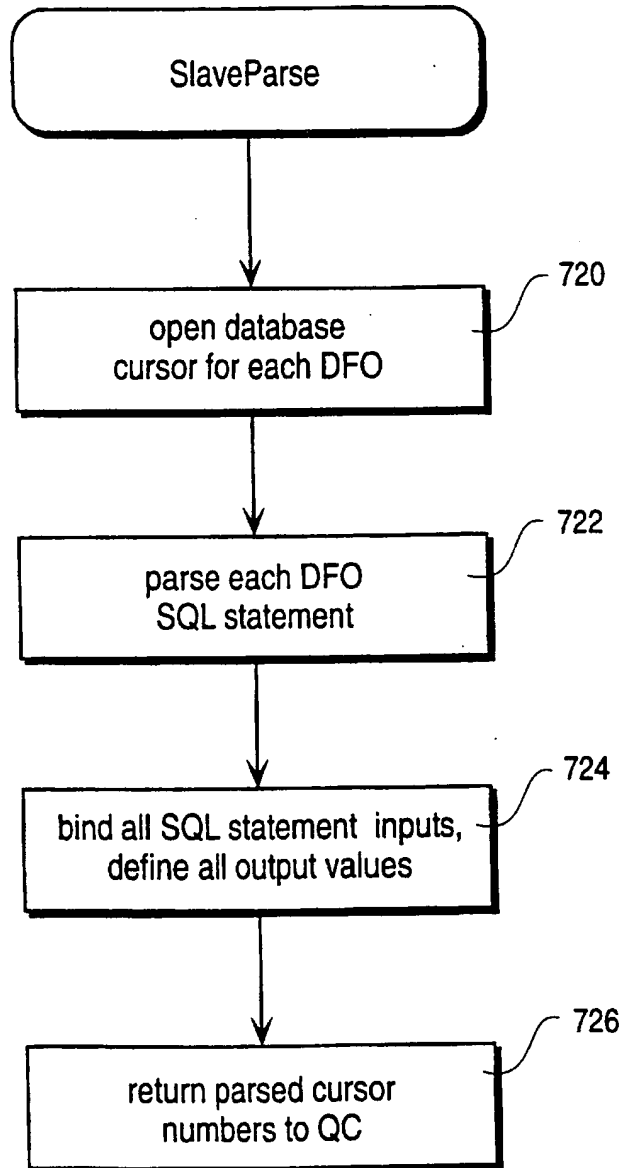 SlaveParse
720
open database
cursor for each DFO
722
parse each DFO
SQL statement
724
bind all SQL statement inputs,
define all output values
726
return parsed cursor
numbers to QC